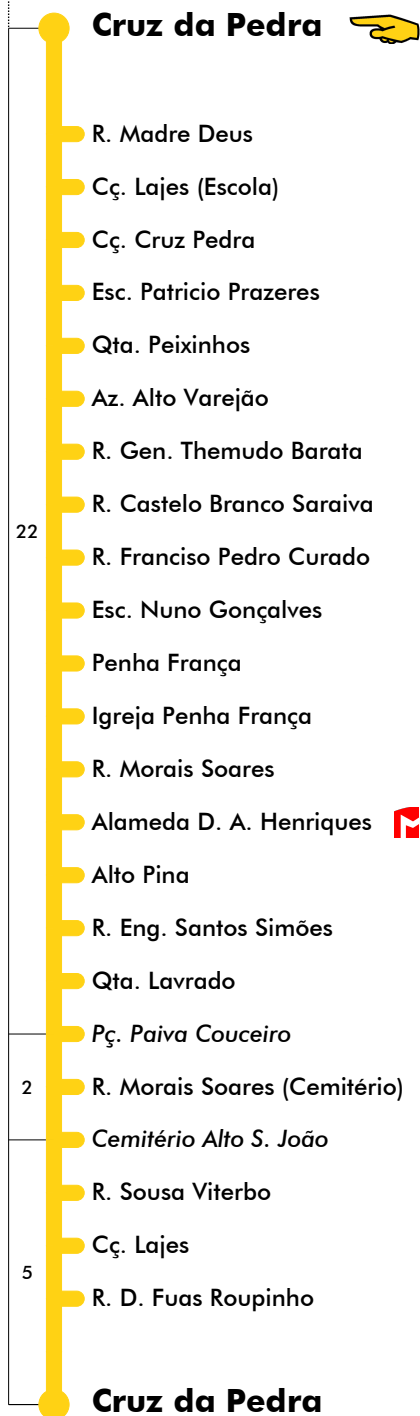 Cruz da Pedra
R. Madre Deus
Cç. Lajes (Escola)
Cç. Cruz Pedra
Esc. Patricio Prazeres
Qta. Peixinhos
Az. Alto Varejão
R. Gen. Themudo Barata
R. Castelo Branco Saraiva
22
R. Franciso Pedro Curado
Esc. Nuno Gonçalves
Penha França
Igreja Penha França
R. Morais Soares
Alameda D. A. Henriques
Alto Pina
R. Eng. Santos Simões
Qta. Lavrado
Pç. Paiva Couceiro
2 R. Morais Soares (Cemitério)
Cemitério Alto S. João
R. Sousa Viterbo
Cç. Lajes
5
R. D. Fuas Roupinho
Cruz da Pedra